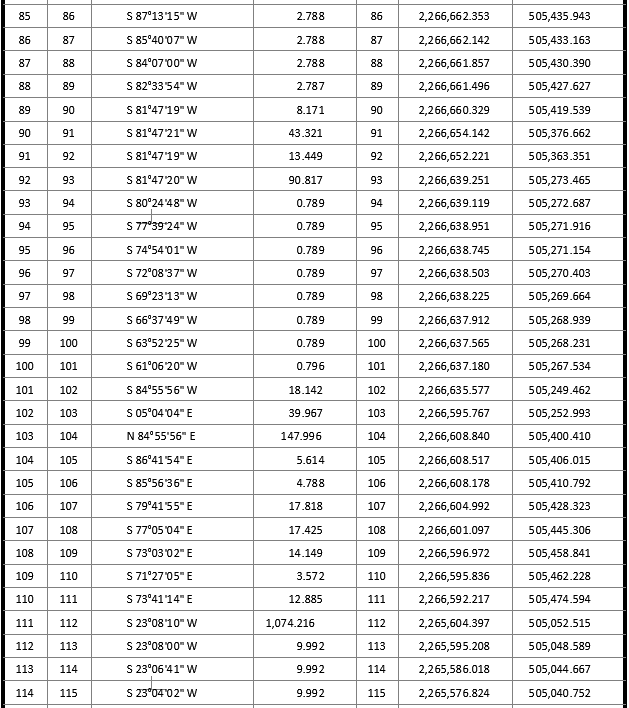 85 86 S 87°13'15" W 2.788 86 2,266,662.353 505,435.943
86 87 S 85°40'07" W 2.788 87 2,266,662.142 505,433.163
87 88 S 84°07'00" W 2.788 88 2,266,661.857 505,430.390
88 89 S 82°33'54" W 2.787 89 2,266,661.496 505,427.627
89 90 S 81°47'19" W 8.171 90 2,266,660.329 505,419.539
90 91 S 81°47'21" W 43.321 91 2,266,654.142 505,376.662
91 92 S 81°47'19" W 13.449 92 2,266,652.221 505,363.351
92 93 S 81°47'20" W 90.817 93 2,266,639.251 505,273.465
93 94 S 80°24'48" W 0.789 94 2,266,639.119 505,272.687
94 95 S 77°39'24" W 0.789 95 2,266,638.951 505,271.916
95 96 S 74°54'01" W 0.789 96 2,266,638.745 505,271.154
96 97 S 72°08'37" W 0.789 97 2,266,638.503 505,270.403
97 98 S 69°23'13" W 0.789 98 2,266,638.225 505,269.664
98 99 S 66°37'49" W 0.789 99 2,266,637.912 505,268.939
99 100 S 63°52'25" W 0.789 100 2,266,637.565 505,268.231
100 101 S 61°06'20" W 0.796 101 2,266,637.180 505,267.534
101 102 S 84°55'56" W 18.142 102 2,266,635.577 505,249.462
102 103 S 05°04'04" E 39.967 103 2,266,595.767 505,252.993
103 104 N 84°55'56" E 147.996 104 2,266,608.840 505,400.410
104 105 S 86°41'54" E 5.614 105 2,266,608.517 505,406.015
105 106 S 85°56'36" E 4.788 106 2,266,608.178 505,410.792
106 107 S 79°41'55" E 17.818 107 2,266,604.992 505,428.323
107 108 S 77°05'04" E 17.425 108 2,266,601.097 505,445.306
108 109 S 73°03'02" E 14.149 109 2,266,596.972 505,458.841
109 110 S 71°27'05" E 3.572 110 2,266,595.836 505,462.228
110 111 S 73°41'14" E 12.885 111 2,266,592.217 505,474.594
111 112 S 23°08'10" W 1,074.216 112 2,265,604.397 505,052.515
112 113 S 23°08'00" W 9.992 113 2,265,595.208 505,048.589
113 114 S 23°06'41" W 9.992 114 2,265,586.018 505,044.667
114 115 S 23°04'02" W 9.992 115 2,265,576.824 505,040.752